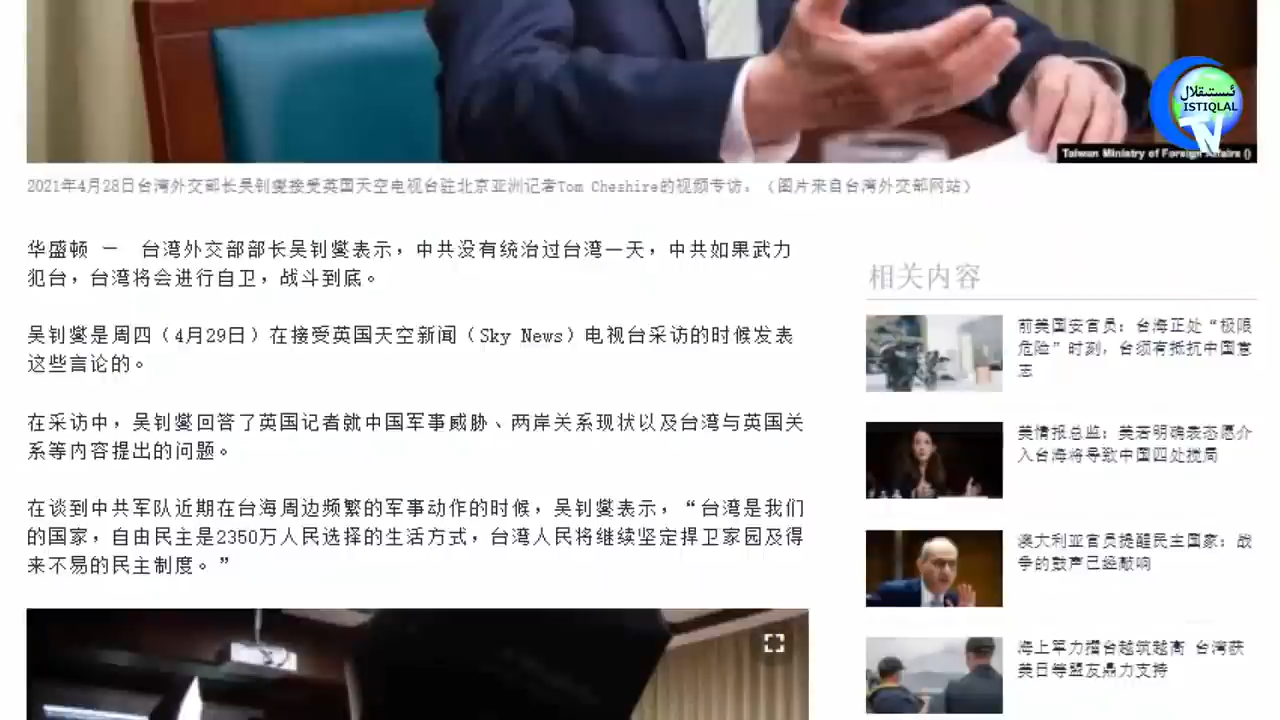 ئىستىقلال
ISTIQLAL
TV
Taiwan Ministry of Foreign Affairs ()
2021年4月28日台湾外交部长吴钊燮接受英国天空电视台驻北京亚洲记者Tom Cheshire的视频专访。（图片来自台湾外交部网站）
华盛顿 — 台湾外交部部长吴钊燮表示，中共没有统治过台湾一天，中共如果武力
犯台，台湾将会进行自卫，战斗到底。
吴钊燮是周四（4月29日）在接受英国天空新闻（Sky News）电视台采访的时候发表
这些言论的。
在采访中，吴钊燮回答了英国记者就中国军事威胁、两岸关系现状以及台湾与英国关
系等内容提出的问题。
在谈到中共军队近期在台海周边频繁的军事动作的时候，吴钊燮表示，“台湾是我们
的国家，自由民主是2350万人民选择的生活方式，台湾人民将继续坚定捍卫家园及得
来不易的民主制度。”
相关内容
前美国安官员：台海正处“极限
危险”时刻，台须有抵抗中国意
志
美情报总监：美若明确表态愿介
入台海将导致中国四处搅局
澳大利亚官员提醒民主国家：战
争的鼓声已经敲响
海上军力擂台越筑越高 台湾获
美日等盟友鼎力支持